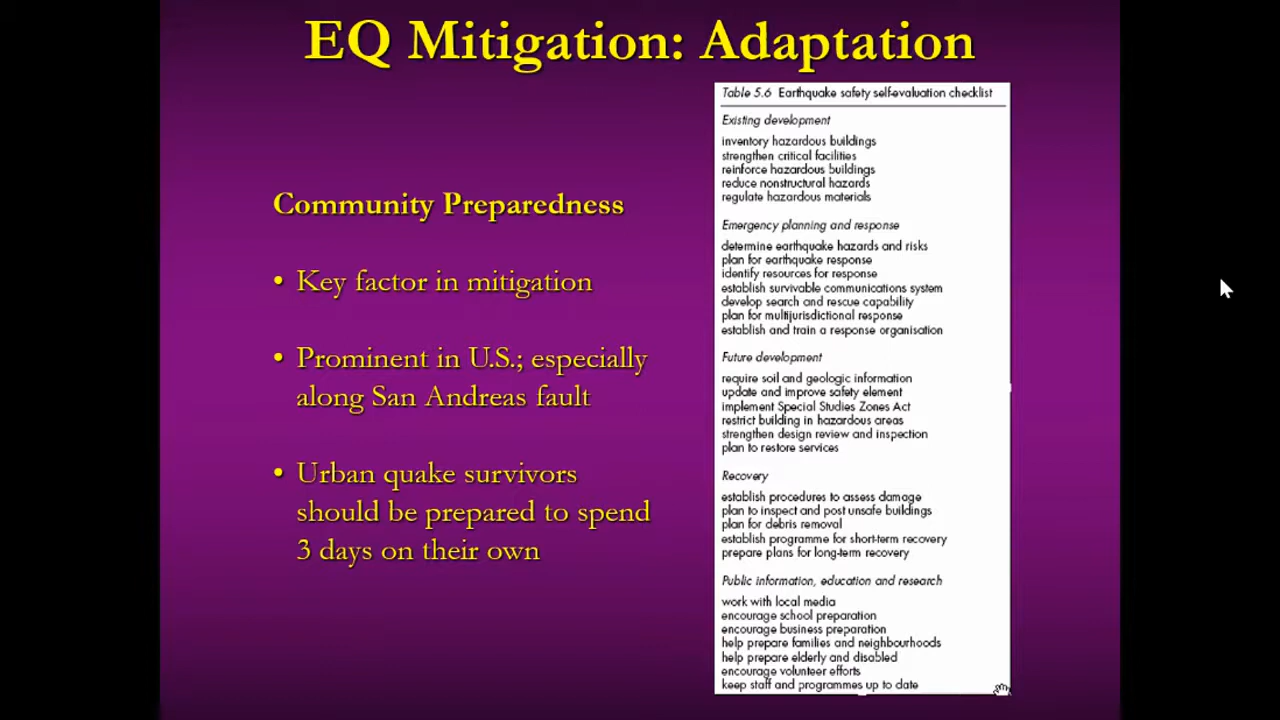 EQ Mitigation: Adaptation
Community Preparedness
• Key factor in mitigation
• Prominent in U.S.; especially
along San Andreas fault
• Urban quake survivors
should be prepared to spend
3 days on their own
Table 5.6 Earthquake safety self-evaluation checklist
Existing development
inventory hazardous buildings
strengthen critical facilities
reinforce hazardous buildings
reduce nonstructural hazards
regulate hazardous materials
Emergency planning and response
determine earthquake hazards and risks
plan for earthquake response
identify resources for response
establish survivable communications system
develop search and rescue capability
plan for multijurisdictional response
establish and train a response organisation
Future development
require soil and geologic information
update and improve safety element
implement Special Studies Zones Act
restrict building in hazardous areas
strengthen design review and inspection
plan to restore services
Recovery
establish procedures to assess damage
plan to inspect and post unsafe buildings
plan for debris removal
establish programme for short-term recovery
prepare plans for long-term recovery
Public information, education and research
work with local media
encourage school preparation
encourage business preparation
help prepare families and neighbourhoods
help prepare elderly and disabled
encourage volunteer efforts
keep staff and programmes up to date